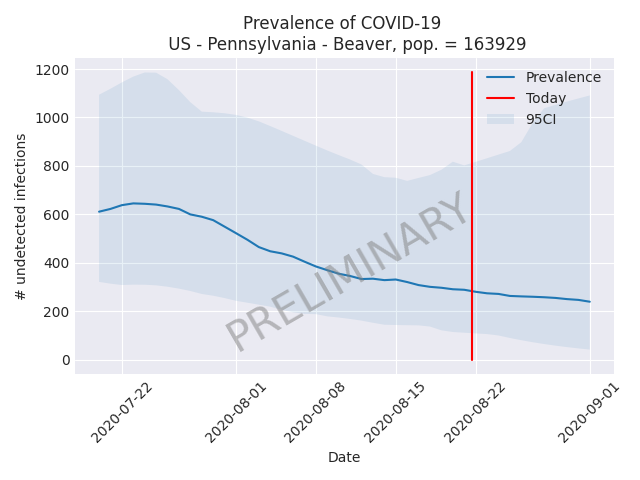 Prevalence of COVID-19
US - Pennsylvania - Beaver, pop. = 163929
1200
1000
800
600
400
200
0
# undetected infections
Prevalence
Today
95CI
PRELIMINARY
2020-07-22
2020-08-01
2020-08-08
2020-08-15
2020-08-22
2020-09-01
Date